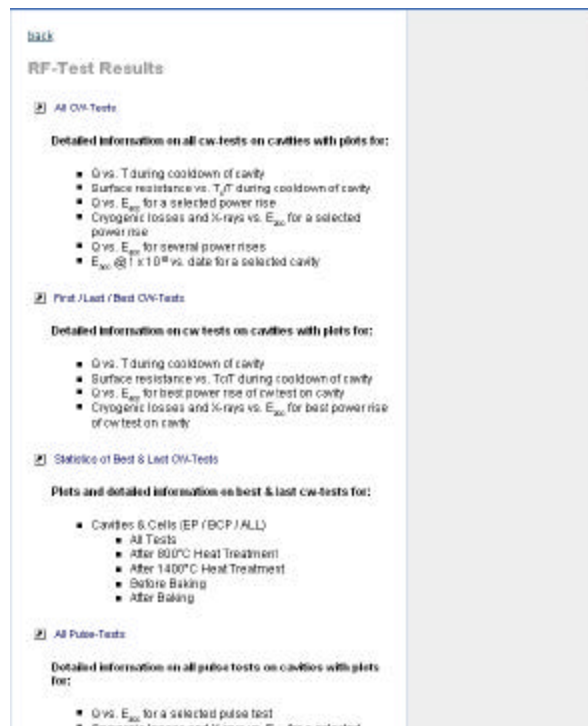 back
RF-Test Results
All CW-Tests
Detailed information on all cw-tests on cavities with plots for:
Q vs. T during cooldown of cavity
Surface resistance vs. Tc/T during cooldown of cavity
Q vs. Eacc for a selected power rise
Cryogenic losses and X-rays vs. Eacc for a selected
power rise
Q vs. Eacc for several power rises
Eacc @ 1 x 10¹⁰ vs. date for a selected cavity
First / Last / Best CW-Tests
Detailed information on cw tests on cavities with plots for:
Q vs. T during cooldown of cavity
Surface resistance vs. Tc/T during cooldown of cavity
Q vs. Eacc for best power rise of cw test on cavity
Cryogenic losses and X-rays vs. Eacc for best power rise
of cw test on cavity
Statistics of Best & Last CW-Tests
Plots and detailed information on best & last cw-tests for:
Cavities & Cells (EP / BCP / ALL)
All Tests
After 800°C Heat Treatment
After 1400°C Heat Treatment
Before Baking
After Baking
All Pulse-Tests
Detailed information on all pulse tests on cavities with plots
for:
Q vs. Eacc for a selected pulse test